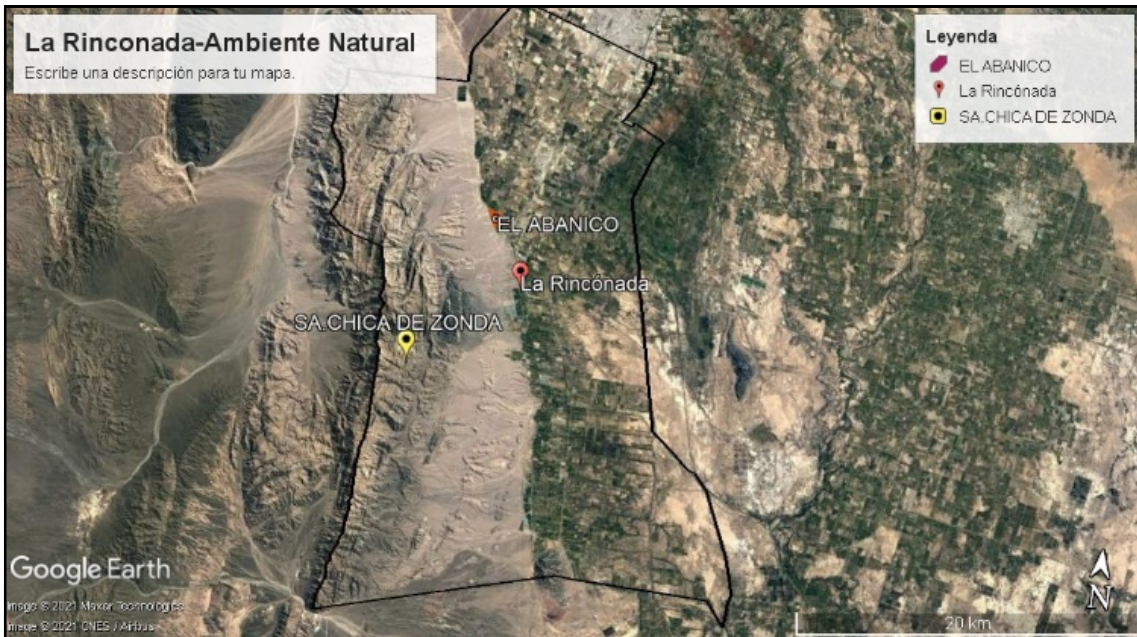 La Rinconada-Ambiente Natural
Escribe una descripción para tu mapa.
Leyenda
EL ABANICO
La Rincónada
SA.CHICA DE ZONDA
EL ABANICO
La Rincónada
SA.CHICA DE ZONDA
Google Earth
Image © 2021 Maxar Technologies
Image © 2021 CNES / Airbus
N
20 km